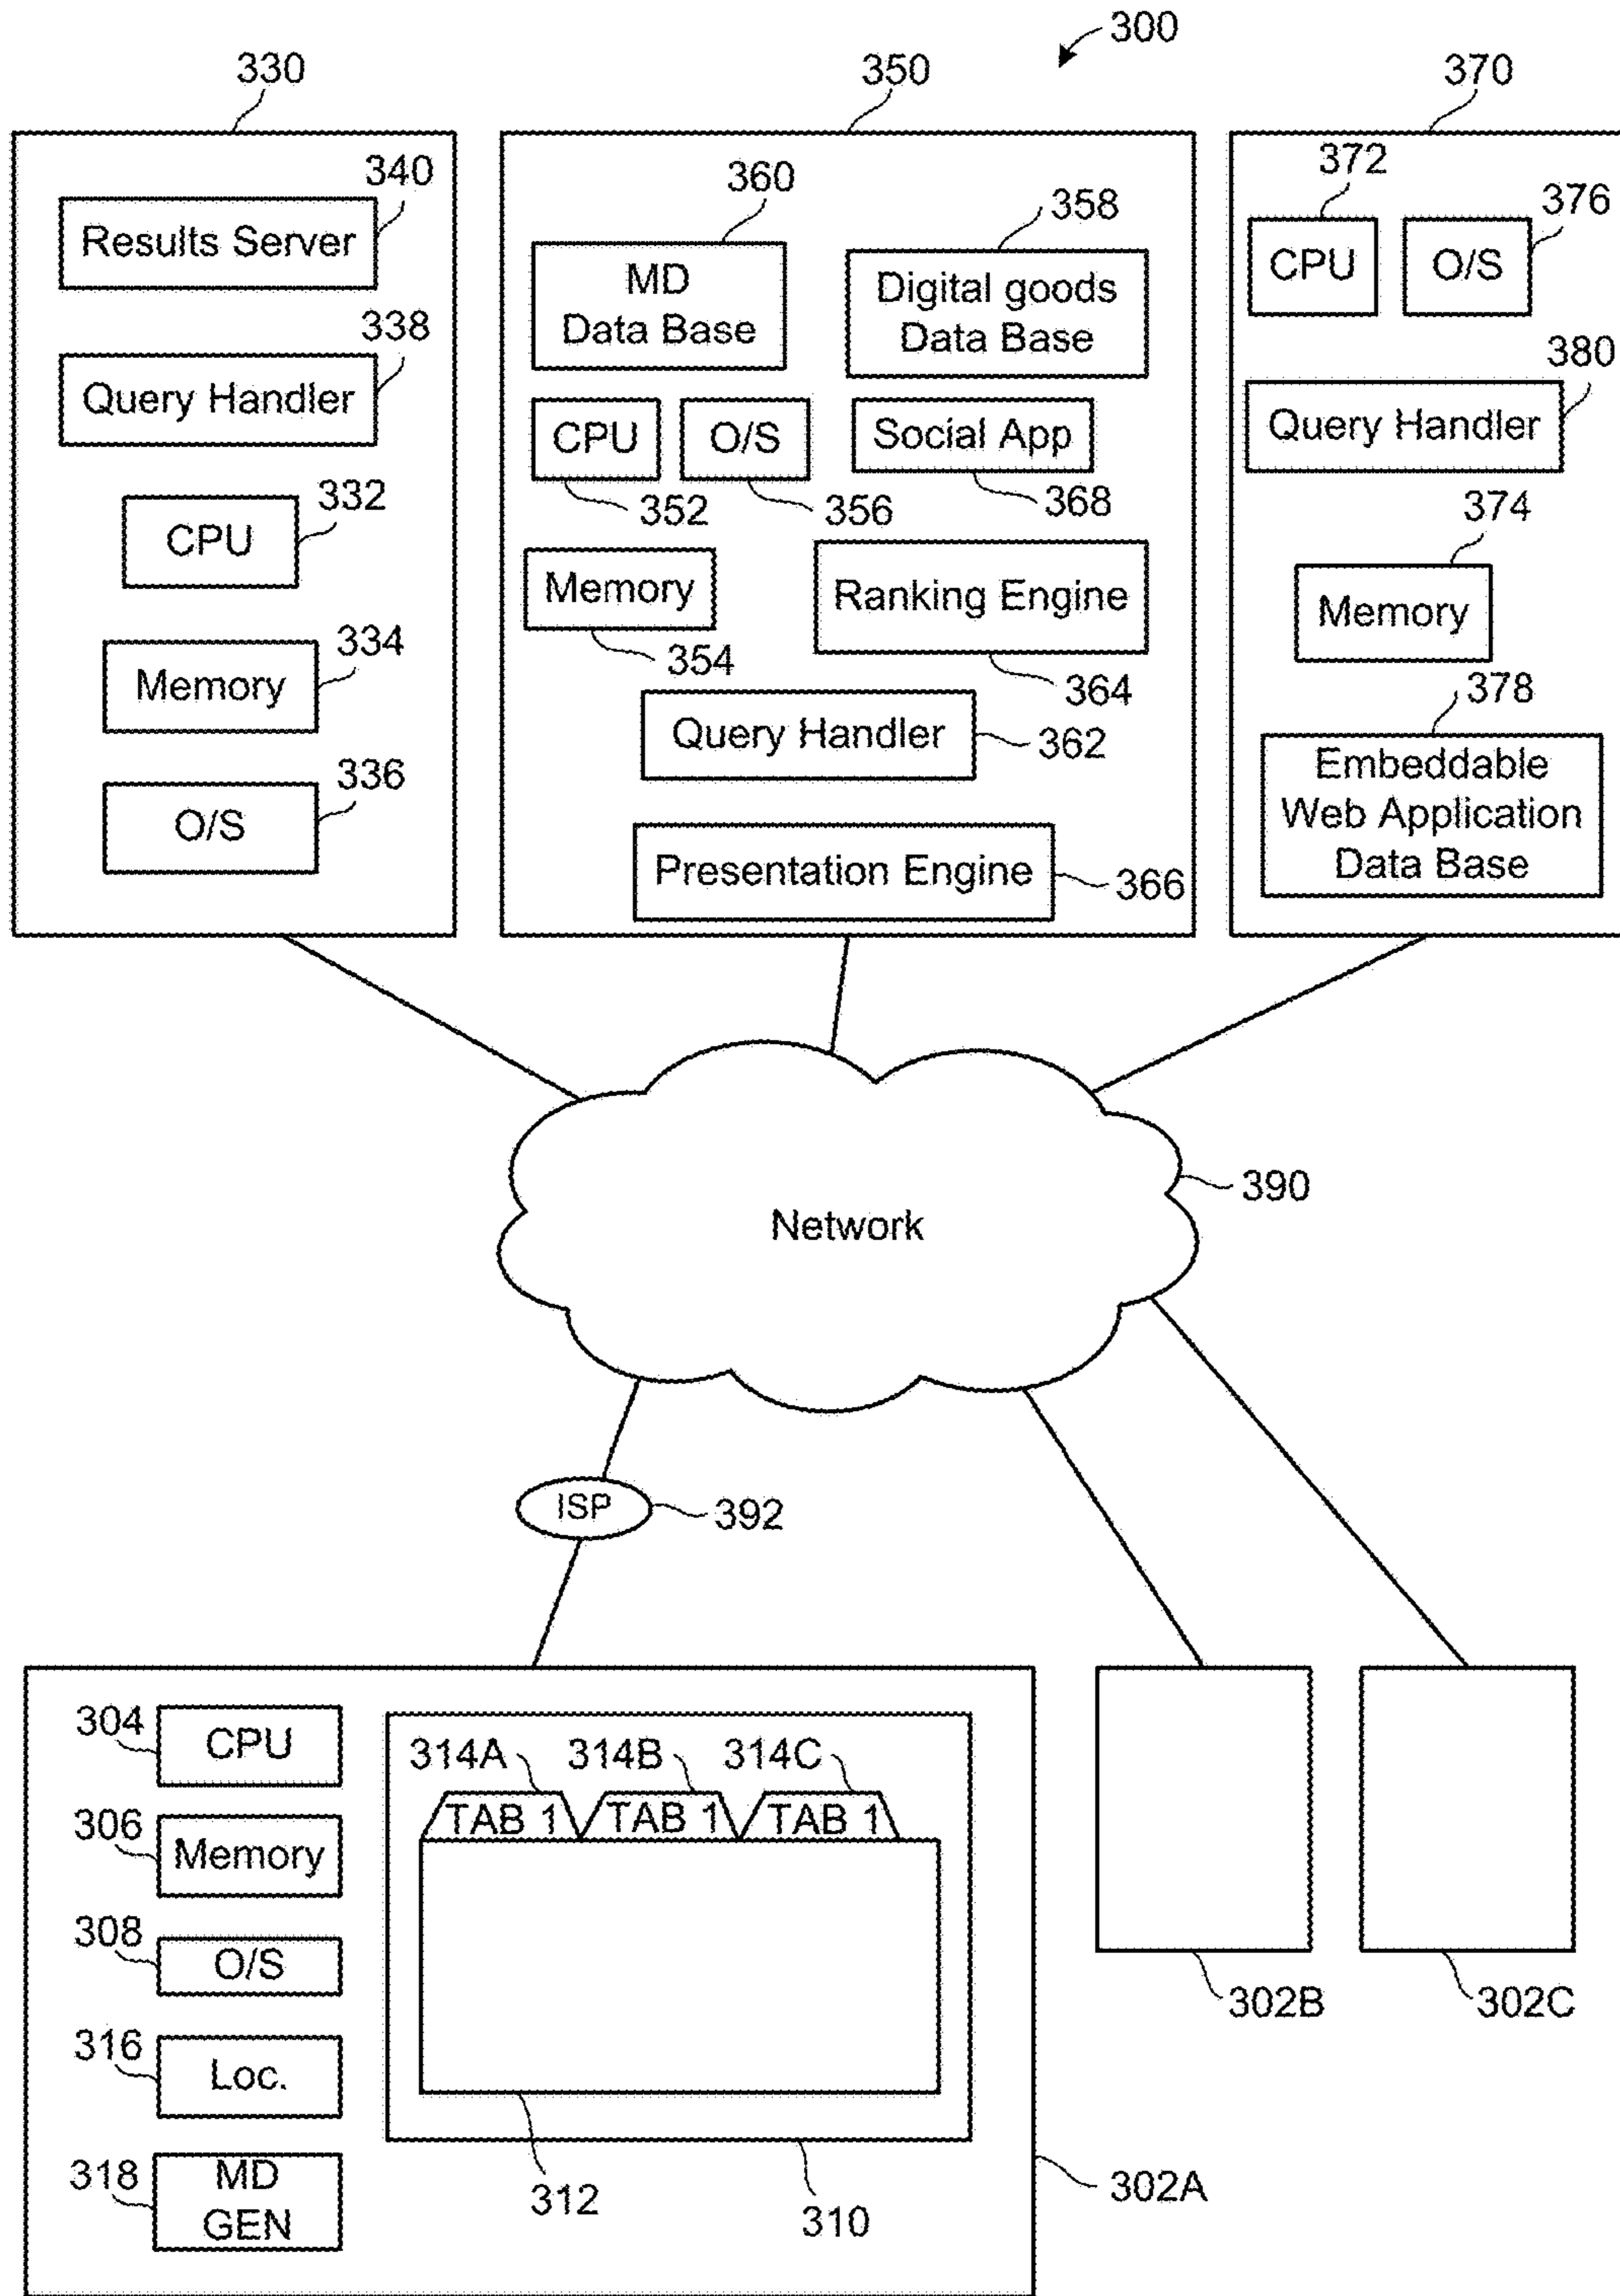 300
330
350
370
340
Results Server
338
Query Handler
332
CPU
334
Memory
336
O/S
360
MD
Data Base
358
Digital goods
Data Base
CPU
352
O/S
356
Social App
368
Memory
354
Ranking Engine
364
Query Handler
362
Presentation Engine
366
372
CPU
376
O/S
380
Query Handler
374
Memory
378
Embeddable
Web Application
Data Base
Network
390
ISP
392
304
CPU
306
Memory
308
O/S
316
Loc.
318
MD
GEN
314A
314B
314C
TAB 1
TAB 1
TAB 1
312
310
302A
302B
302C